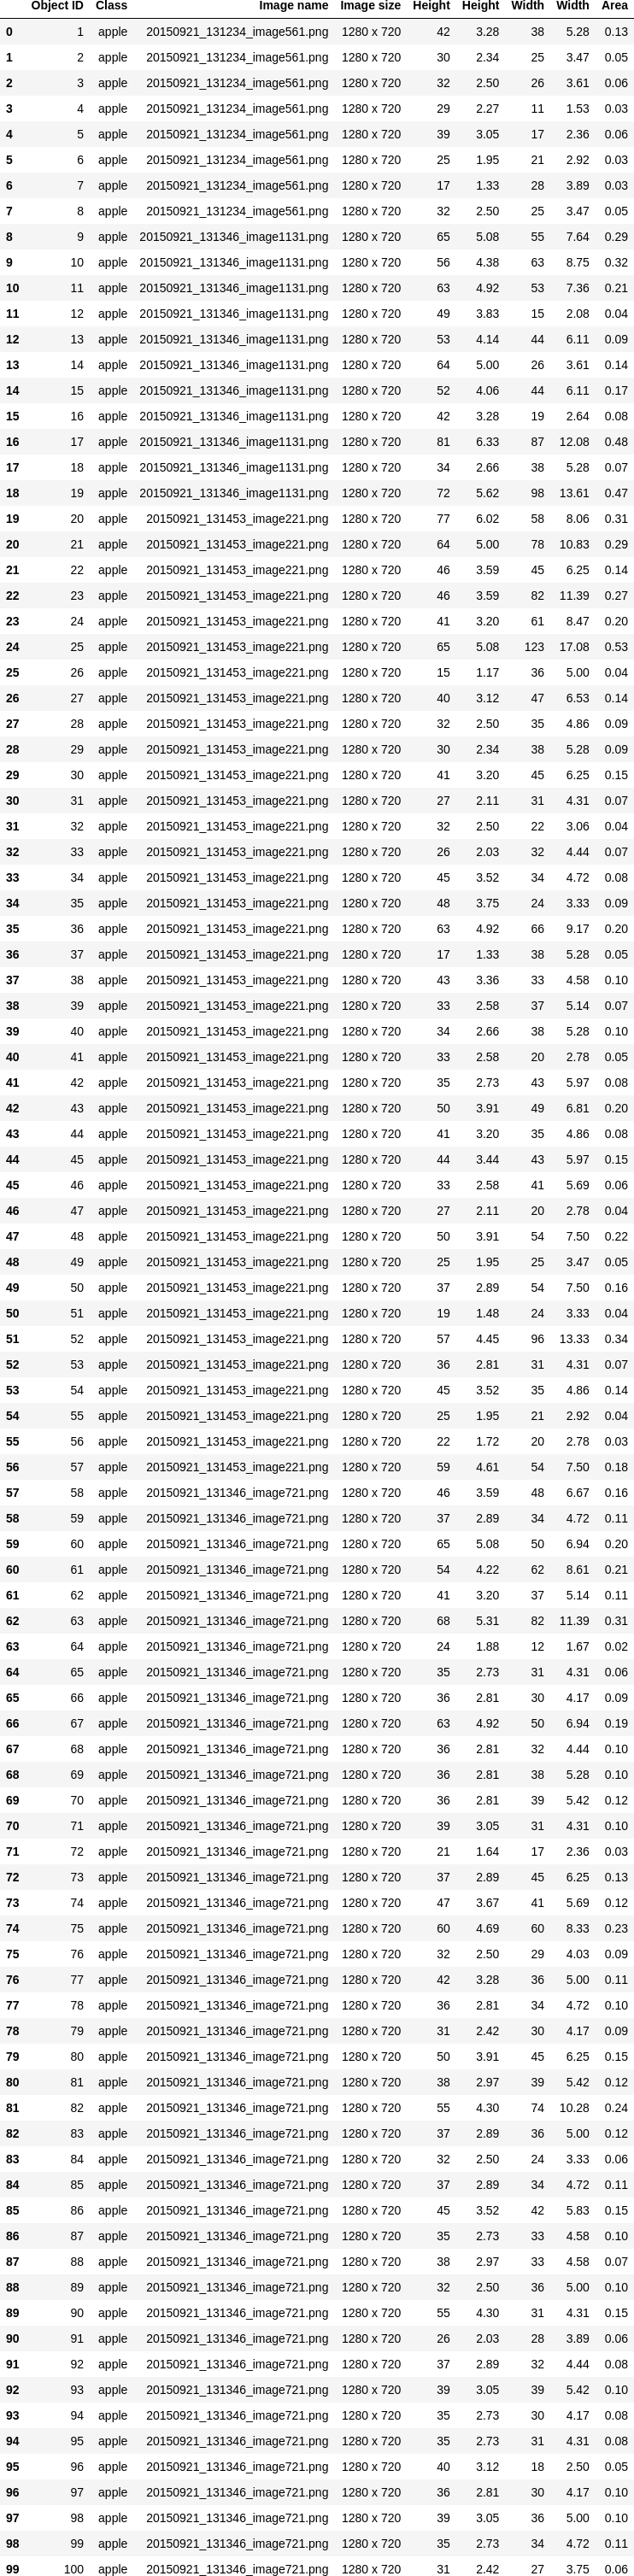 Object ID Class Image name Image size Height Height Width Width Area
0 1 apple 20150921_131234_image561.png 1280 x 720 42 3.28 38 5.28 0.13
1 2 apple 20150921_131234_image561.png 1280 x 720 30 2.34 25 3.47 0.05
2 3 apple 20150921_131234_image561.png 1280 x 720 32 2.50 26 3.61 0.06
3 4 apple 20150921_131234_image561.png 1280 x 720 29 2.27 11 1.53 0.03
4 5 apple 20150921_131234_image561.png 1280 x 720 39 3.05 17 2.36 0.06
5 6 apple 20150921_131234_image561.png 1280 x 720 25 1.95 21 2.92 0.03
6 7 apple 20150921_131234_image561.png 1280 x 720 17 1.33 28 3.89 0.03
7 8 apple 20150921_131234_image561.png 1280 x 720 32 2.50 25 3.47 0.05
8 9 apple 20150921_131346_image1131.png 1280 x 720 65 5.08 55 7.64 0.29
9 10 apple 20150921_131346_image1131.png 1280 x 720 56 4.38 63 8.75 0.32
10 11 apple 20150921_131346_image1131.png 1280 x 720 63 4.92 53 7.36 0.21
11 12 apple 20150921_131346_image1131.png 1280 x 720 49 3.83 15 2.08 0.04
12 13 apple 20150921_131346_image1131.png 1280 x 720 53 4.14 44 6.11 0.09
13 14 apple 20150921_131346_image1131.png 1280 x 720 64 5.00 26 3.61 0.14
14 15 apple 20150921_131346_image1131.png 1280 x 720 52 4.06 44 6.11 0.17
15 16 apple 20150921_131346_image1131.png 1280 x 720 42 3.28 19 2.64 0.08
16 17 apple 20150921_131346_image1131.png 1280 x 720 81 6.33 87 12.08 0.48
17 18 apple 20150921_131346_image1131.png 1280 x 720 34 2.66 38 5.28 0.07
18 19 apple 20150921_131346_image1131.png 1280 x 720 72 5.62 98 13.61 0.47
19 20 apple 20150921_131453_image221.png 1280 x 720 77 6.02 58 8.06 0.31
20 21 apple 20150921_131453_image221.png 1280 x 720 64 5.00 78 10.83 0.29
21 22 apple 20150921_131453_image221.png 1280 x 720 46 3.59 45 6.25 0.14
22 23 apple 20150921_131453_image221.png 1280 x 720 46 3.59 82 11.39 0.27
23 24 apple 20150921_131453_image221.png 1280 x 720 41 3.20 61 8.47 0.20
24 25 apple 20150921_131453_image221.png 1280 x 720 65 5.08 123 17.08 0.53
25 26 apple 20150921_131453_image221.png 1280 x 720 15 1.17 36 5.00 0.04
26 27 apple 20150921_131453_image221.png 1280 x 720 40 3.12 47 6.53 0.14
27 28 apple 20150921_131453_image221.png 1280 x 720 32 2.50 35 4.86 0.09
28 29 apple 20150921_131453_image221.png 1280 x 720 30 2.34 38 5.28 0.09
29 30 apple 20150921_131453_image221.png 1280 x 720 41 3.20 45 6.25 0.15
30 31 apple 20150921_131453_image221.png 1280 x 720 27 2.11 31 4.31 0.07
31 32 apple 20150921_131453_image221.png 1280 x 720 32 2.50 22 3.06 0.04
32 33 apple 20150921_131453_image221.png 1280 x 720 26 2.03 32 4.44 0.07
33 34 apple 20150921_131453_image221.png 1280 x 720 45 3.52 34 4.72 0.08
34 35 apple 20150921_131453_image221.png 1280 x 720 48 3.75 24 3.33 0.09
35 36 apple 20150921_131453_image221.png 1280 x 720 63 4.92 66 9.17 0.20
36 37 apple 20150921_131453_image221.png 1280 x 720 17 1.33 38 5.28 0.05
37 38 apple 20150921_131453_image221.png 1280 x 720 43 3.36 33 4.58 0.10
38 39 apple 20150921_131453_image221.png 1280 x 720 33 2.58 37 5.14 0.07
39 40 apple 20150921_131453_image221.png 1280 x 720 34 2.66 38 5.28 0.10
40 41 apple 20150921_131453_image221.png 1280 x 720 33 2.58 20 2.78 0.05
41 42 apple 20150921_131453_image221.png 1280 x 720 35 2.73 43 5.97 0.08
42 43 apple 20150921_131453_image221.png 1280 x 720 50 3.91 49 6.81 0.20
43 44 apple 20150921_131453_image221.png 1280 x 720 41 3.20 35 4.86 0.08
44 45 apple 20150921_131453_image221.png 1280 x 720 44 3.44 43 5.97 0.15
45 46 apple 20150921_131453_image221.png 1280 x 720 33 2.58 41 5.69 0.06
46 47 apple 20150921_131453_image221.png 1280 x 720 27 2.11 20 2.78 0.04
47 48 apple 20150921_131453_image221.png 1280 x 720 50 3.91 54 7.50 0.22
48 49 apple 20150921_131453_image221.png 1280 x 720 25 1.95 25 3.47 0.05
49 50 apple 20150921_131453_image221.png 1280 x 720 37 2.89 54 7.50 0.16
50 51 apple 20150921_131453_image221.png 1280 x 720 19 1.48 24 3.33 0.04
51 52 apple 20150921_131453_image221.png 1280 x 720 57 4.45 96 13.33 0.34
52 53 apple 20150921_131453_image221.png 1280 x 720 36 2.81 31 4.31 0.07
53 54 apple 20150921_131453_image221.png 1280 x 720 45 3.52 35 4.86 0.14
54 55 apple 20150921_131453_image221.png 1280 x 720 25 1.95 21 2.92 0.04
55 56 apple 20150921_131453_image221.png 1280 x 720 22 1.72 20 2.78 0.03
56 57 apple 20150921_131453_image221.png 1280 x 720 59 4.61 54 7.50 0.18
57 58 apple 20150921_131346_image721.png 1280 x 720 46 3.59 48 6.67 0.16
58 59 apple 20150921_131346_image721.png 1280 x 720 37 2.89 34 4.72 0.11
59 60 apple 20150921_131346_image721.png 1280 x 720 65 5.08 50 6.94 0.20
60 61 apple 20150921_131346_image721.png 1280 x 720 54 4.22 62 8.61 0.21
61 62 apple 20150921_131346_image721.png 1280 x 720 41 3.20 37 5.14 0.11
62 63 apple 20150921_131346_image721.png 1280 x 720 68 5.31 82 11.39 0.31
63 64 apple 20150921_131346_image721.png 1280 x 720 24 1.88 12 1.67 0.02
64 65 apple 20150921_131346_image721.png 1280 x 720 35 2.73 31 4.31 0.06
65 66 apple 20150921_131346_image721.png 1280 x 720 36 2.81 30 4.17 0.09
66 67 apple 20150921_131346_image721.png 1280 x 720 63 4.92 50 6.94 0.19
67 68 apple 20150921_131346_image721.png 1280 x 720 36 2.81 32 4.44 0.10
68 69 apple 20150921_131346_image721.png 1280 x 720 36 2.81 38 5.28 0.10
69 70 apple 20150921_131346_image721.png 1280 x 720 36 2.81 39 5.42 0.12
70 71 apple 20150921_131346_image721.png 1280 x 720 39 3.05 31 4.31 0.10
71 72 apple 20150921_131346_image721.png 1280 x 720 21 1.64 17 2.36 0.03
72 73 apple 20150921_131346_image721.png 1280 x 720 37 2.89 45 6.25 0.13
73 74 apple 20150921_131346_image721.png 1280 x 720 47 3.67 41 5.69 0.12
74 75 apple 20150921_131346_image721.png 1280 x 720 60 4.69 60 8.33 0.23
75 76 apple 20150921_131346_image721.png 1280 x 720 32 2.50 29 4.03 0.09
76 77 apple 20150921_131346_image721.png 1280 x 720 42 3.28 36 5.00 0.11
77 78 apple 20150921_131346_image721.png 1280 x 720 36 2.81 34 4.72 0.10
78 79 apple 20150921_131346_image721.png 1280 x 720 31 2.42 30 4.17 0.09
79 80 apple 20150921_131346_image721.png 1280 x 720 50 3.91 45 6.25 0.15
80 81 apple 20150921_131346_image721.png 1280 x 720 38 2.97 39 5.42 0.12
81 82 apple 20150921_131346_image721.png 1280 x 720 55 4.30 74 10.28 0.24
82 83 apple 20150921_131346_image721.png 1280 x 720 37 2.89 36 5.00 0.12
83 84 apple 20150921_131346_image721.png 1280 x 720 32 2.50 24 3.33 0.06
84 85 apple 20150921_131346_image721.png 1280 x 720 37 2.89 34 4.72 0.11
85 86 apple 20150921_131346_image721.png 1280 x 720 45 3.52 42 5.83 0.15
86 87 apple 20150921_131346_image721.png 1280 x 720 35 2.73 33 4.58 0.10
87 88 apple 20150921_131346_image721.png 1280 x 720 38 2.97 33 4.58 0.07
88 89 apple 20150921_131346_image721.png 1280 x 720 32 2.50 36 5.00 0.10
89 90 apple 20150921_131346_image721.png 1280 x 720 55 4.30 31 4.31 0.15
90 91 apple 20150921_131346_image721.png 1280 x 720 26 2.03 28 3.89 0.06
91 92 apple 20150921_131346_image721.png 1280 x 720 37 2.89 32 4.44 0.08
92 93 apple 20150921_131346_image721.png 1280 x 720 39 3.05 39 5.42 0.10
93 94 apple 20150921_131346_image721.png 1280 x 720 35 2.73 30 4.17 0.08
94 95 apple 20150921_131346_image721.png 1280 x 720 35 2.73 31 4.31 0.08
95 96 apple 20150921_131346_image721.png 1280 x 720 40 3.12 18 2.50 0.05
96 97 apple 20150921_131346_image721.png 1280 x 720 36 2.81 30 4.17 0.10
97 98 apple 20150921_131346_image721.png 1280 x 720 39 3.05 36 5.00 0.10
98 99 apple 20150921_131346_image721.png 1280 x 720 35 2.73 34 4.72 0.11
99 100 apple 20150921_131346_image721.png 1280 x 720 31 2.42 27 3.75 0.06